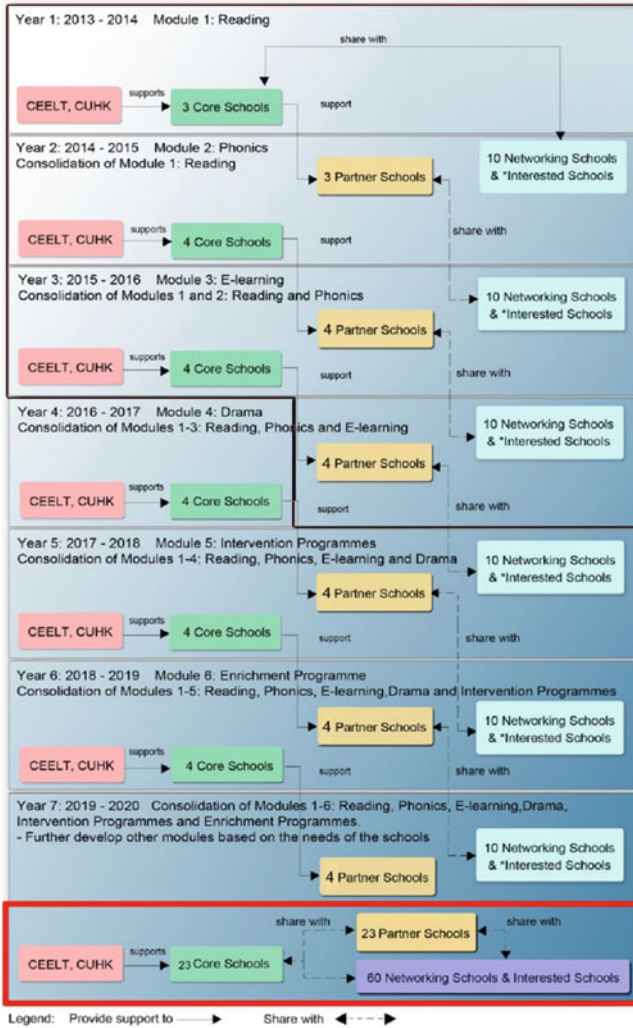 Year 1: 2013 - 2014 Module 1: Reading
share with
CEELT, CUHK
supports
3 Core Schools
support
Year 2: 2014 - 2015 Module 2: Phonics
Consolidation of Module 1: Reading
3 Partner Schools
10 Networking Schools
& *Interested Schools
share with
CEELT, CUHK
supports
4 Core Schools
support
Year 3: 2015 - 2016 Module 3: E-learning
Consolidation of Modules 1 and 2: Reading and Phonics
4 Partner Schools
10 Networking Schools
& *Interested Schools
share with
CEELT, CUHK
supports
4 Core Schools
support
Year 4: 2016 - 2017 Module 4: Drama
Consolidation of Modules 1-3: Reading, Phonics and E-learning
4 Partner Schools
10 Networking Schools
& *Interested Schools
share with
CEELT, CUHK
supports
4 Core Schools
support
Year 5: 2017 - 2018 Module 5: Intervention Programmes
Consolidation of Modules 1-4: Reading, Phonics, E-learning and Drama
4 Partner Schools
10 Networking Schools
& *Interested Schools
share with
CEELT, CUHK
supports
4 Core Schools
support
Year 6: 2018 - 2019 Module 6: Enrichment Programme
Consolidation of Modules 1-5: Reading, Phonics, E-learning,Drama and Intervention Programmes
4 Partner Schools
10 Networking Schools
& *Interested Schools
share with
CEELT, CUHK
supports
4 Core Schools
support
Year 7: 2019 - 2020 Consolidation of Modules 1-6: Reading, Phonics, E-learning,Drama,
Intervention Programmes and Enrichment Programmes.
- Further develop other modules based on the needs of the schools
4 Partner Schools
10 Networking Schools
& *Interested Schools
CEELT, CUHK
supports
23 Core Schools
share with
23 Partner Schools
share with
60 Networking Schools & Interested Schools
Legend: Provide support to Share with